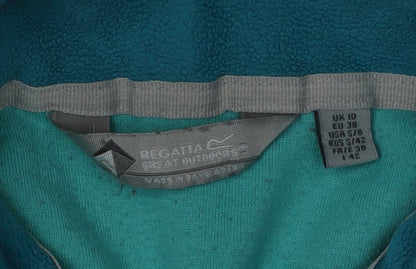 REGATTA
GREAT OUTDOORS
UK 10
EU 36
USA S/6
RUS S/42
FR/E 38
I 42